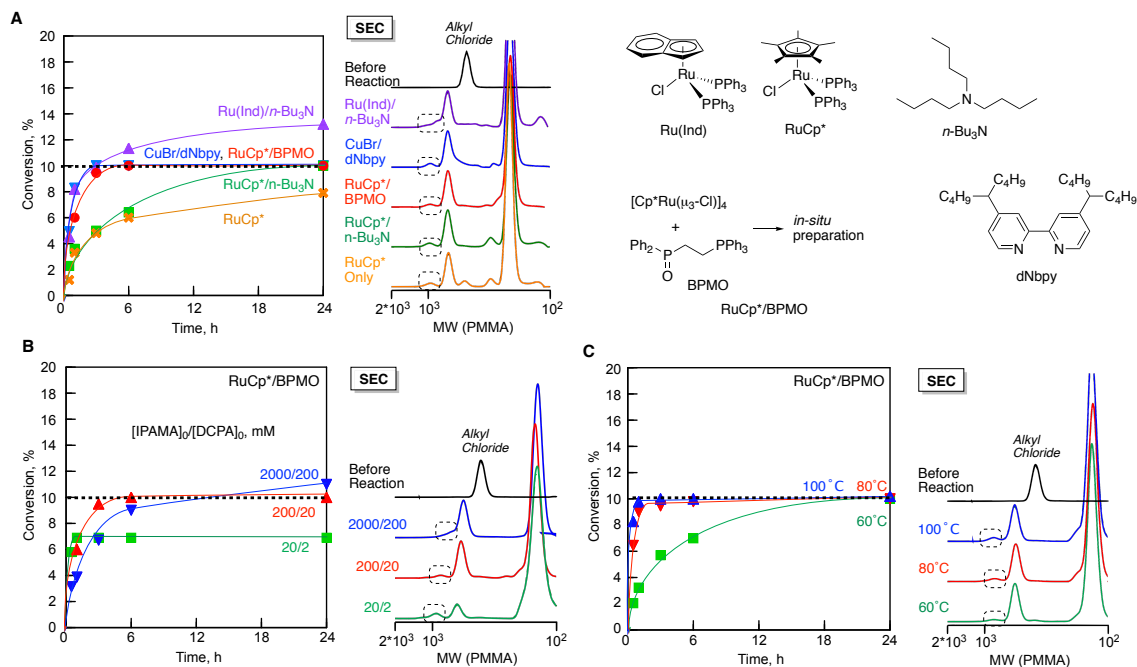 A
Conversion, %
20
18
16
14
12
10
8
6
4
2
0
0
6
12
18
24
Time, h
Ru(Ind)/n-Bu₃N
CuBr/dNbpy, RuCp*/BPMO
RuCp*/n-Bu₃N
RuCp*
SEC
Alkyl
Chloride
Before
Reaction
Ru(Ind)/
n-Bu₃N
CuBr/
dNbpy
RuCp*/
BPMO
RuCp*/
n-Bu₃N
RuCp*
Only
2*10³
10³
10²
MW (PMMA)
Ru
Cl
PPh₃
PPh₃
Ru(Ind)
Ru
Cl
PPh₃
PPh₃
RuCp*
N
n-Bu₃N
[Cp*Ru(μ₃-Cl)]₄
+
Ph₂P
PPh₃
O
BPMO
in-situ
preparation
RuCp*/BPMO
C₄H₉
C₄H₉
C₄H₉
C₄H₉
N
N
dNbpy
B
Conversion, %
20
18
16
14
12
10
8
6
4
2
0
0
6
12
18
24
Time, h
RuCp*/BPMO
[IPAMA]₀/[DCPA]₀, mM
2000/200
200/20
20/2
SEC
Alkyl
Chloride
Before
Reaction
2000/200
200/20
20/2
2*10³
10³
10²
MW (PMMA)
C
Conversion, %
20
18
16
14
12
10
8
6
4
2
0
0
6
12
18
24
Time, h
RuCp*/BPMO
100˚C
80˚C
60˚C
SEC
Alkyl
Chloride
Before
Reaction
100˚C
80˚C
60˚C
2*10³
10³
10²
MW (PMMA)